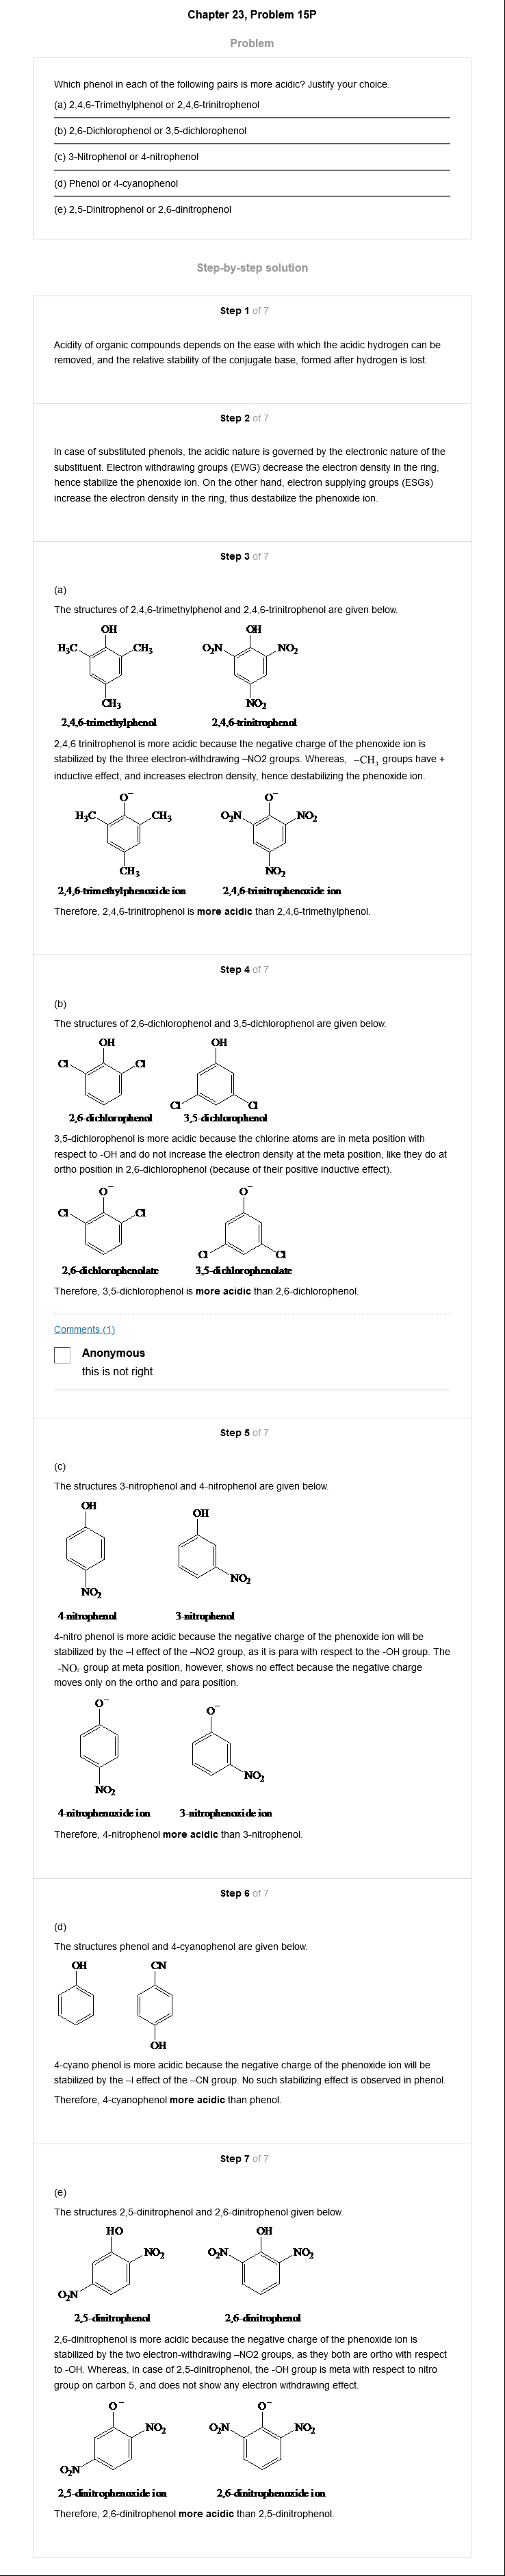 Chapter 23, Problem 15P
Problem
Which phenol in each of the following pairs is more acidic? Justify your choice.
(a) 2,4,6-Trimethylphenol or 2,4,6-trinitrophenol
(b) 2,6-Dichlorophenol or 3,5-dichlorophenol
(c) 3-Nitrophenol or 4-nitrophenol
(d) Phenol or 4-cyanophenol
(e) 2,5-Dinitrophenol or 2,6-dinitrophenol
Step-by-step solution
Step 1 of 7
Acidity of organic compounds depends on the ease with which the acidic hydrogen can be
removed, and the relative stability of the conjugate base, formed after hydrogen is lost.
Step 2 of 7
In case of substituted phenols, the acidic nature is governed by the electronic nature of the
substituent. Electron withdrawing groups (EWG) decrease the electron density in the ring,
hence stabilize the phenoxide ion. On the other hand, electron supplying groups (ESGs)
increase the electron density in the ring, thus destabilize the phenoxide ion.
Step 3 of 7
(a)
The structures of 2,4,6-trimethylphenol and 2,4,6-trinitrophenol are given below.
OH OH
H₃C CH₃ O₂N NO₂
CH₃ NO₂
2,4,6-trimethylphenol 2,4,6-trinitrophenol
2,4,6 trinitrophenol is more acidic because the negative charge of the phenoxide ion is
stabilized by the three electron-withdrawing –NO2 groups. Whereas, –CH₃ groups have +
inductive effect, and increases electron density, hence destabilizing the phenoxide ion.
O⁻ O⁻
H₃C CH₃ O₂N NO₂
CH₃ NO₂
2,4,6-trimethylphenoxide ion 2,4,6-trinitrophenoxide ion
Therefore, 2,4,6-trinitrophenol is more acidic than 2,4,6-trimethylphenol.
Step 4 of 7
(b)
The structures of 2,6-dichlorophenol and 3,5-dichlorophenol are given below.
OH OH
Cl Cl
Cl Cl
2,6-dichlorophenol 3,5-dichlorophenol
3,5-dichlorophenol is more acidic because the chlorine atoms are in meta position with
respect to -OH and do not increase the electron density at the meta position, like they do at
ortho position in 2,6-dichlorophenol (because of their positive inductive effect).
O⁻ O⁻
Cl Cl
Cl Cl
2,6-dichlorophenolate 3,5-dichlorophenolate
Therefore, 3,5-dichlorophenol is more acidic than 2,6-dichlorophenol.
Comments (1)
Anonymous
this is not right
Step 5 of 7
(c)
The structures 3-nitrophenol and 4-nitrophenol are given below.
OH OH
NO₂
NO₂
4-nitrophenol 3-nitrophenol
4-nitro phenol is more acidic because the negative charge of the phenoxide ion will be
stabilized by the –I effect of the –NO2 group, as it is para with respect to the -OH group. The
-NO₂ group at meta position, however, shows no effect because the negative charge
moves only on the ortho and para position.
O⁻ O⁻
NO₂
NO₂
4-nitrophenoxide ion 3-nitrophenoxide ion
Therefore, 4-nitrophenol more acidic than 3-nitrophenol.
Step 6 of 7
(d)
The structures phenol and 4-cyanophenol are given below.
OH CN
OH
4-cyano phenol is more acidic because the negative charge of the phenoxide ion will be
stabilized by the –I effect of the –CN group. No such stabilizing effect is observed in phenol.
Therefore, 4-cyanophenol more acidic than phenol.
Step 7 of 7
(e)
The structures 2,5-dinitrophenol and 2,6-dinitrophenol given below.
HO OH
NO₂ O₂N NO₂
O₂N
2,5-dinitrophenol 2,6-dinitrophenol
2,6-dinitrophenol is more acidic because the negative charge of the phenoxide ion is
stabilized by the two electron-withdrawing –NO2 groups, as they both are ortho with respect
to -OH. Whereas, in case of 2,5-dinitrophenol, the -OH group is meta with respect to nitro
group on carbon 5, and does not show any electron withdrawing effect.
O⁻ O⁻
NO₂ O₂N NO₂
O₂N
2,5-dinitrophenoxide ion 2,6-dinitrophenoxide ion
Therefore, 2,6-dinitrophenol more acidic than 2,5-dinitrophenol.